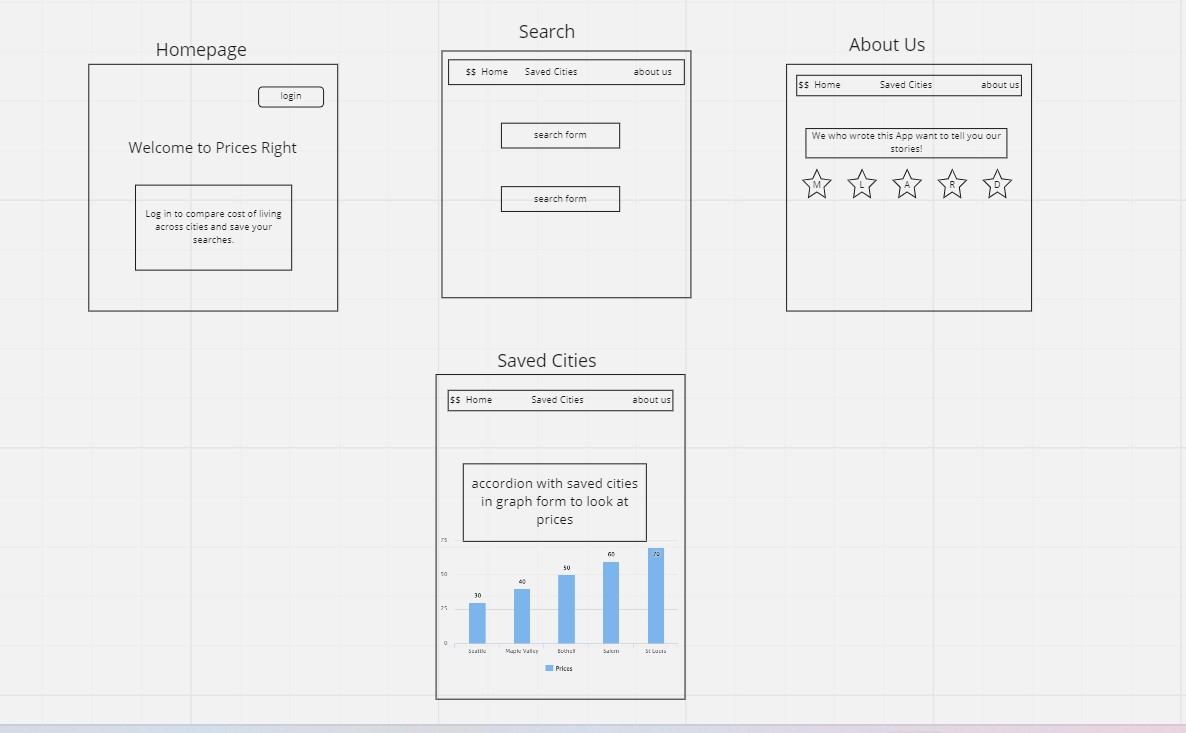 Homepage
login
Welcome to Prices Right
Log in to compare cost of living
across cities and save your
searches.
Search
$$ Home Saved Cities about us
search form
search form
About Us
$$ Home Saved Cities about us
We who wrote this App want to tell you our
stories!
M L A R D
Saved Cities
$$ Home Saved Cities about us
accordion with saved cities
in graph form to look at
prices
75
50
25
0
30
40
50
60
70
Seattle Maple Valley Bothell Salem St Louis
Prices